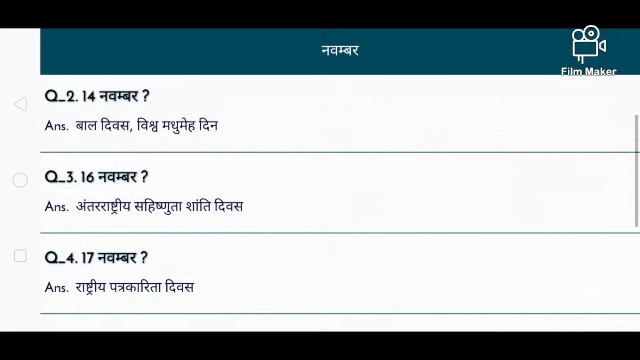 नवम्बर
Film Maker
Q_2. 14 नवम्बर ?
Ans. बाल दिवस, विश्व मधुमेह दिन
Q_3. 16 नवम्बर ?
Ans. अंतरराष्ट्रीय सहिष्णुता शांति दिवस
Q_4. 17 नवम्बर ?
Ans. राष्ट्रीय पत्रकारिता दिवस